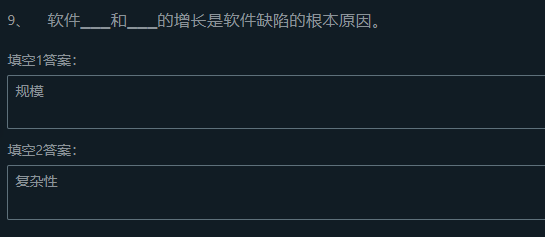 9、 软件____和____的增长是软件缺陷的根本原因。
填空1答案：
规模
填空2答案：
复杂性